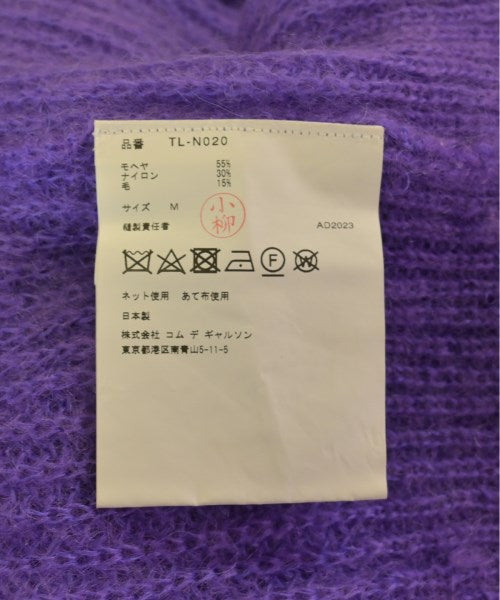 品番 TL-N020
モヘヤ 55%
ナイロン 30%
毛 15%
サイズ M
小柳
縫製責任者 AD2023
F W
ネット使用 あて布使用
日本製
株式会社 コム デ ギャルソン
東京都港区南青山5-11-5